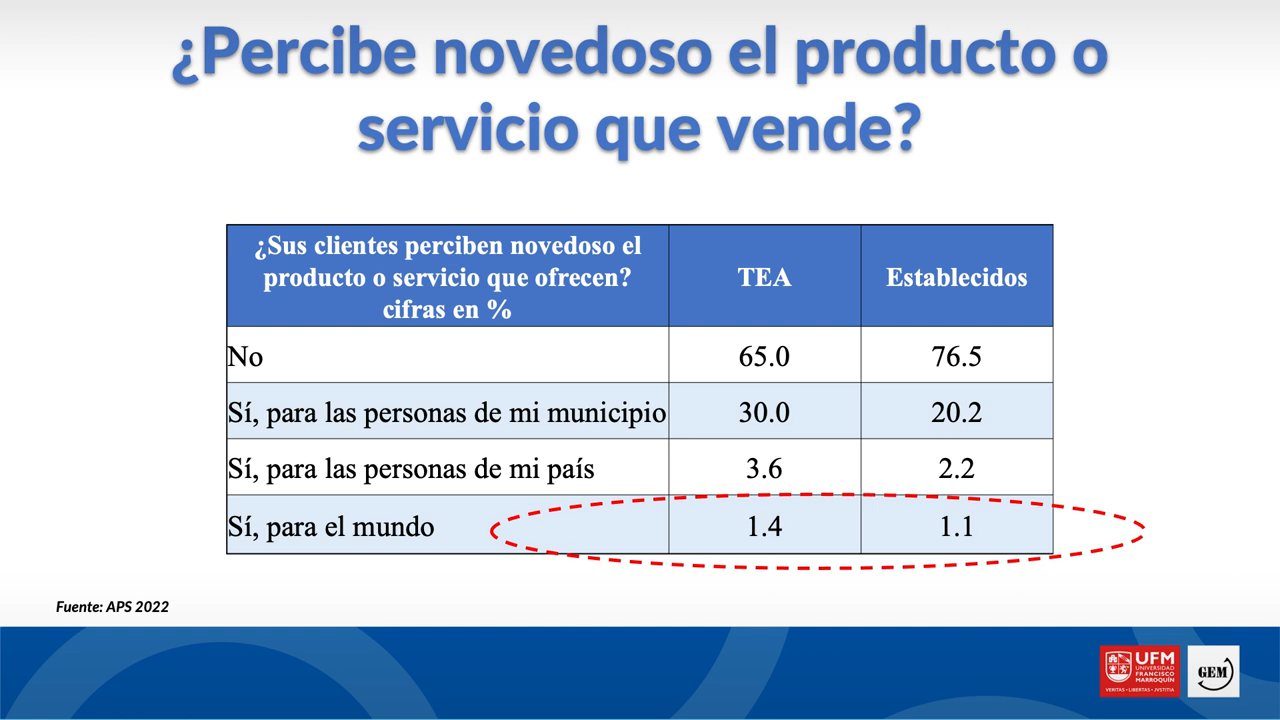 ¿Percibe novedoso el producto o
servicio que vende?
¿Sus clientes perciben novedoso el
producto o servicio que ofrecen?
cifras en %
TEA
Establecidos
No
65.0
76.5
Sí, para las personas de mi municipio
30.0
20.2
Sí, para las personas de mi país
3.6
2.2
Sí, para el mundo
1.4
1.1
Fuente: APS 2022
UFM
UNIVERSIDAD
FRANCISCO
MARROQUÍN
VERITAS • LIBERTAS • JVSTITIA
GEM